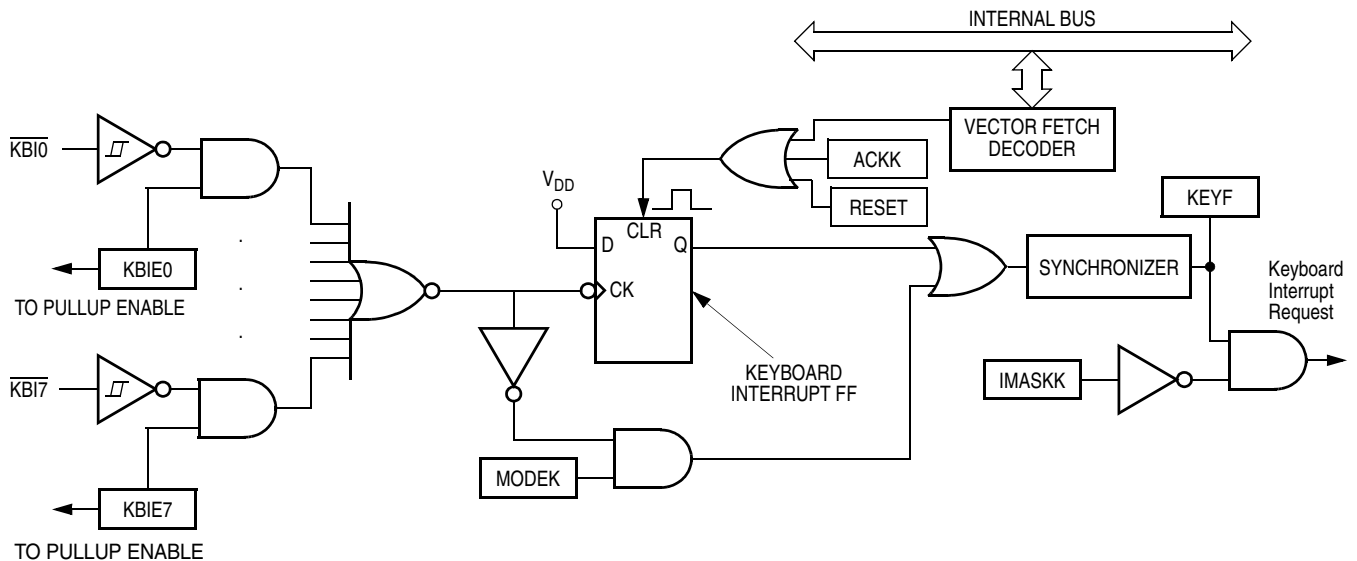 INTERNAL BUS
VECTOR FETCH
DECODER
ACKK
RESET
KBI0
KBIE0
TO PULLUP ENABLE
.
.
.
KBI7
KBIE7
TO PULLUP ENABLE
VDD
D
CLR
Q
CK
KEYBOARD
INTERRUPT FF
MODEK
SYNCHRONIZER
KEYF
IMASKK
Keyboard
Interrupt
Request